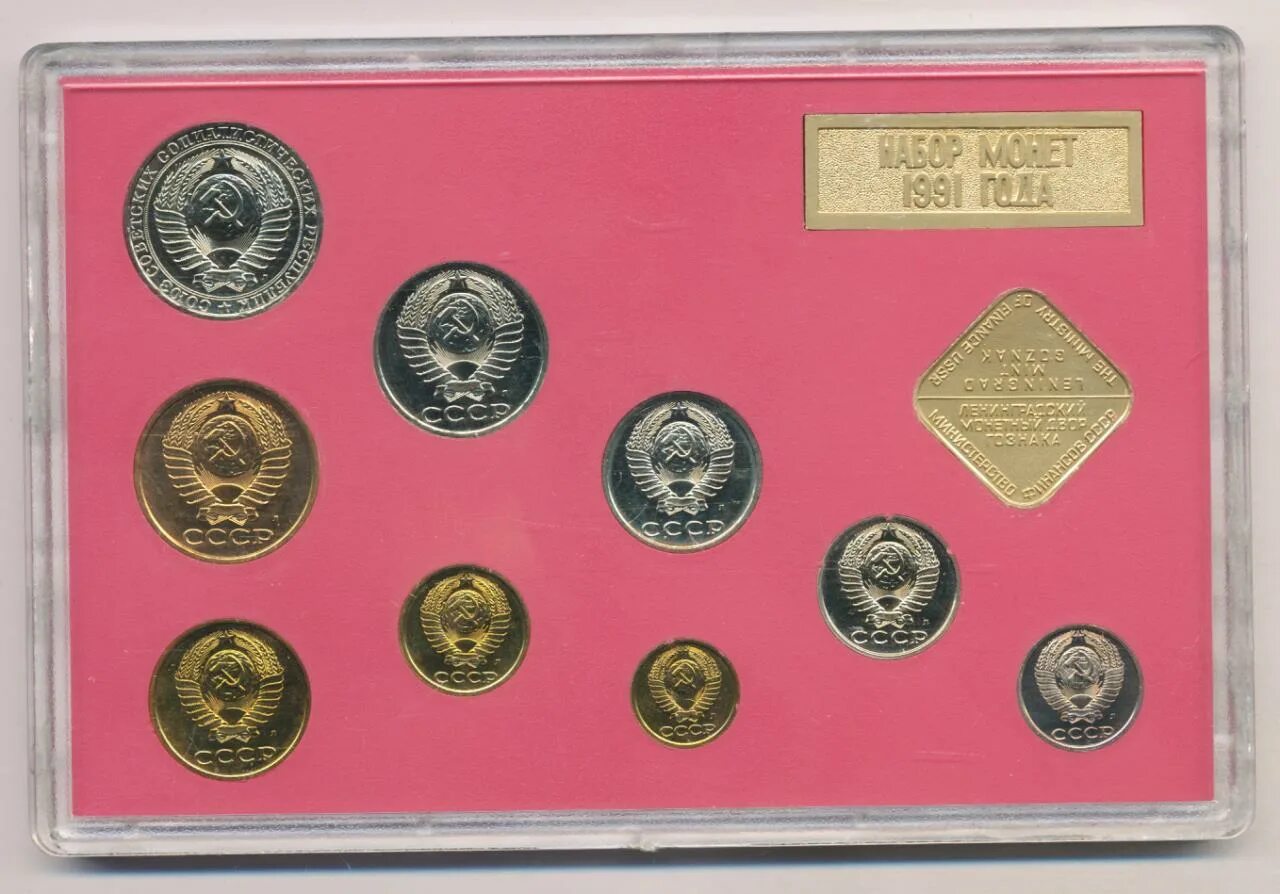 НАБОР МОНЕТ
1991 ГОДА
СОЮЗ СОВЕТСКИХ СОЦИАЛИСТИЧЕСКИХ РЕСПУБЛИК
СССР
THE MINISTRY OF FINANCE USSR
LENINGRAD
MINT
GOZNAK
ЛЕНИНГРАДСКИЙ
МОНЕТНЫЙ ДВОР
ГОЗНАКА
МИНИСТЕРСТВО ФИНАНСОВ СССР
СССР
СССР
СССР
СССР
СССР
СССР
СССР